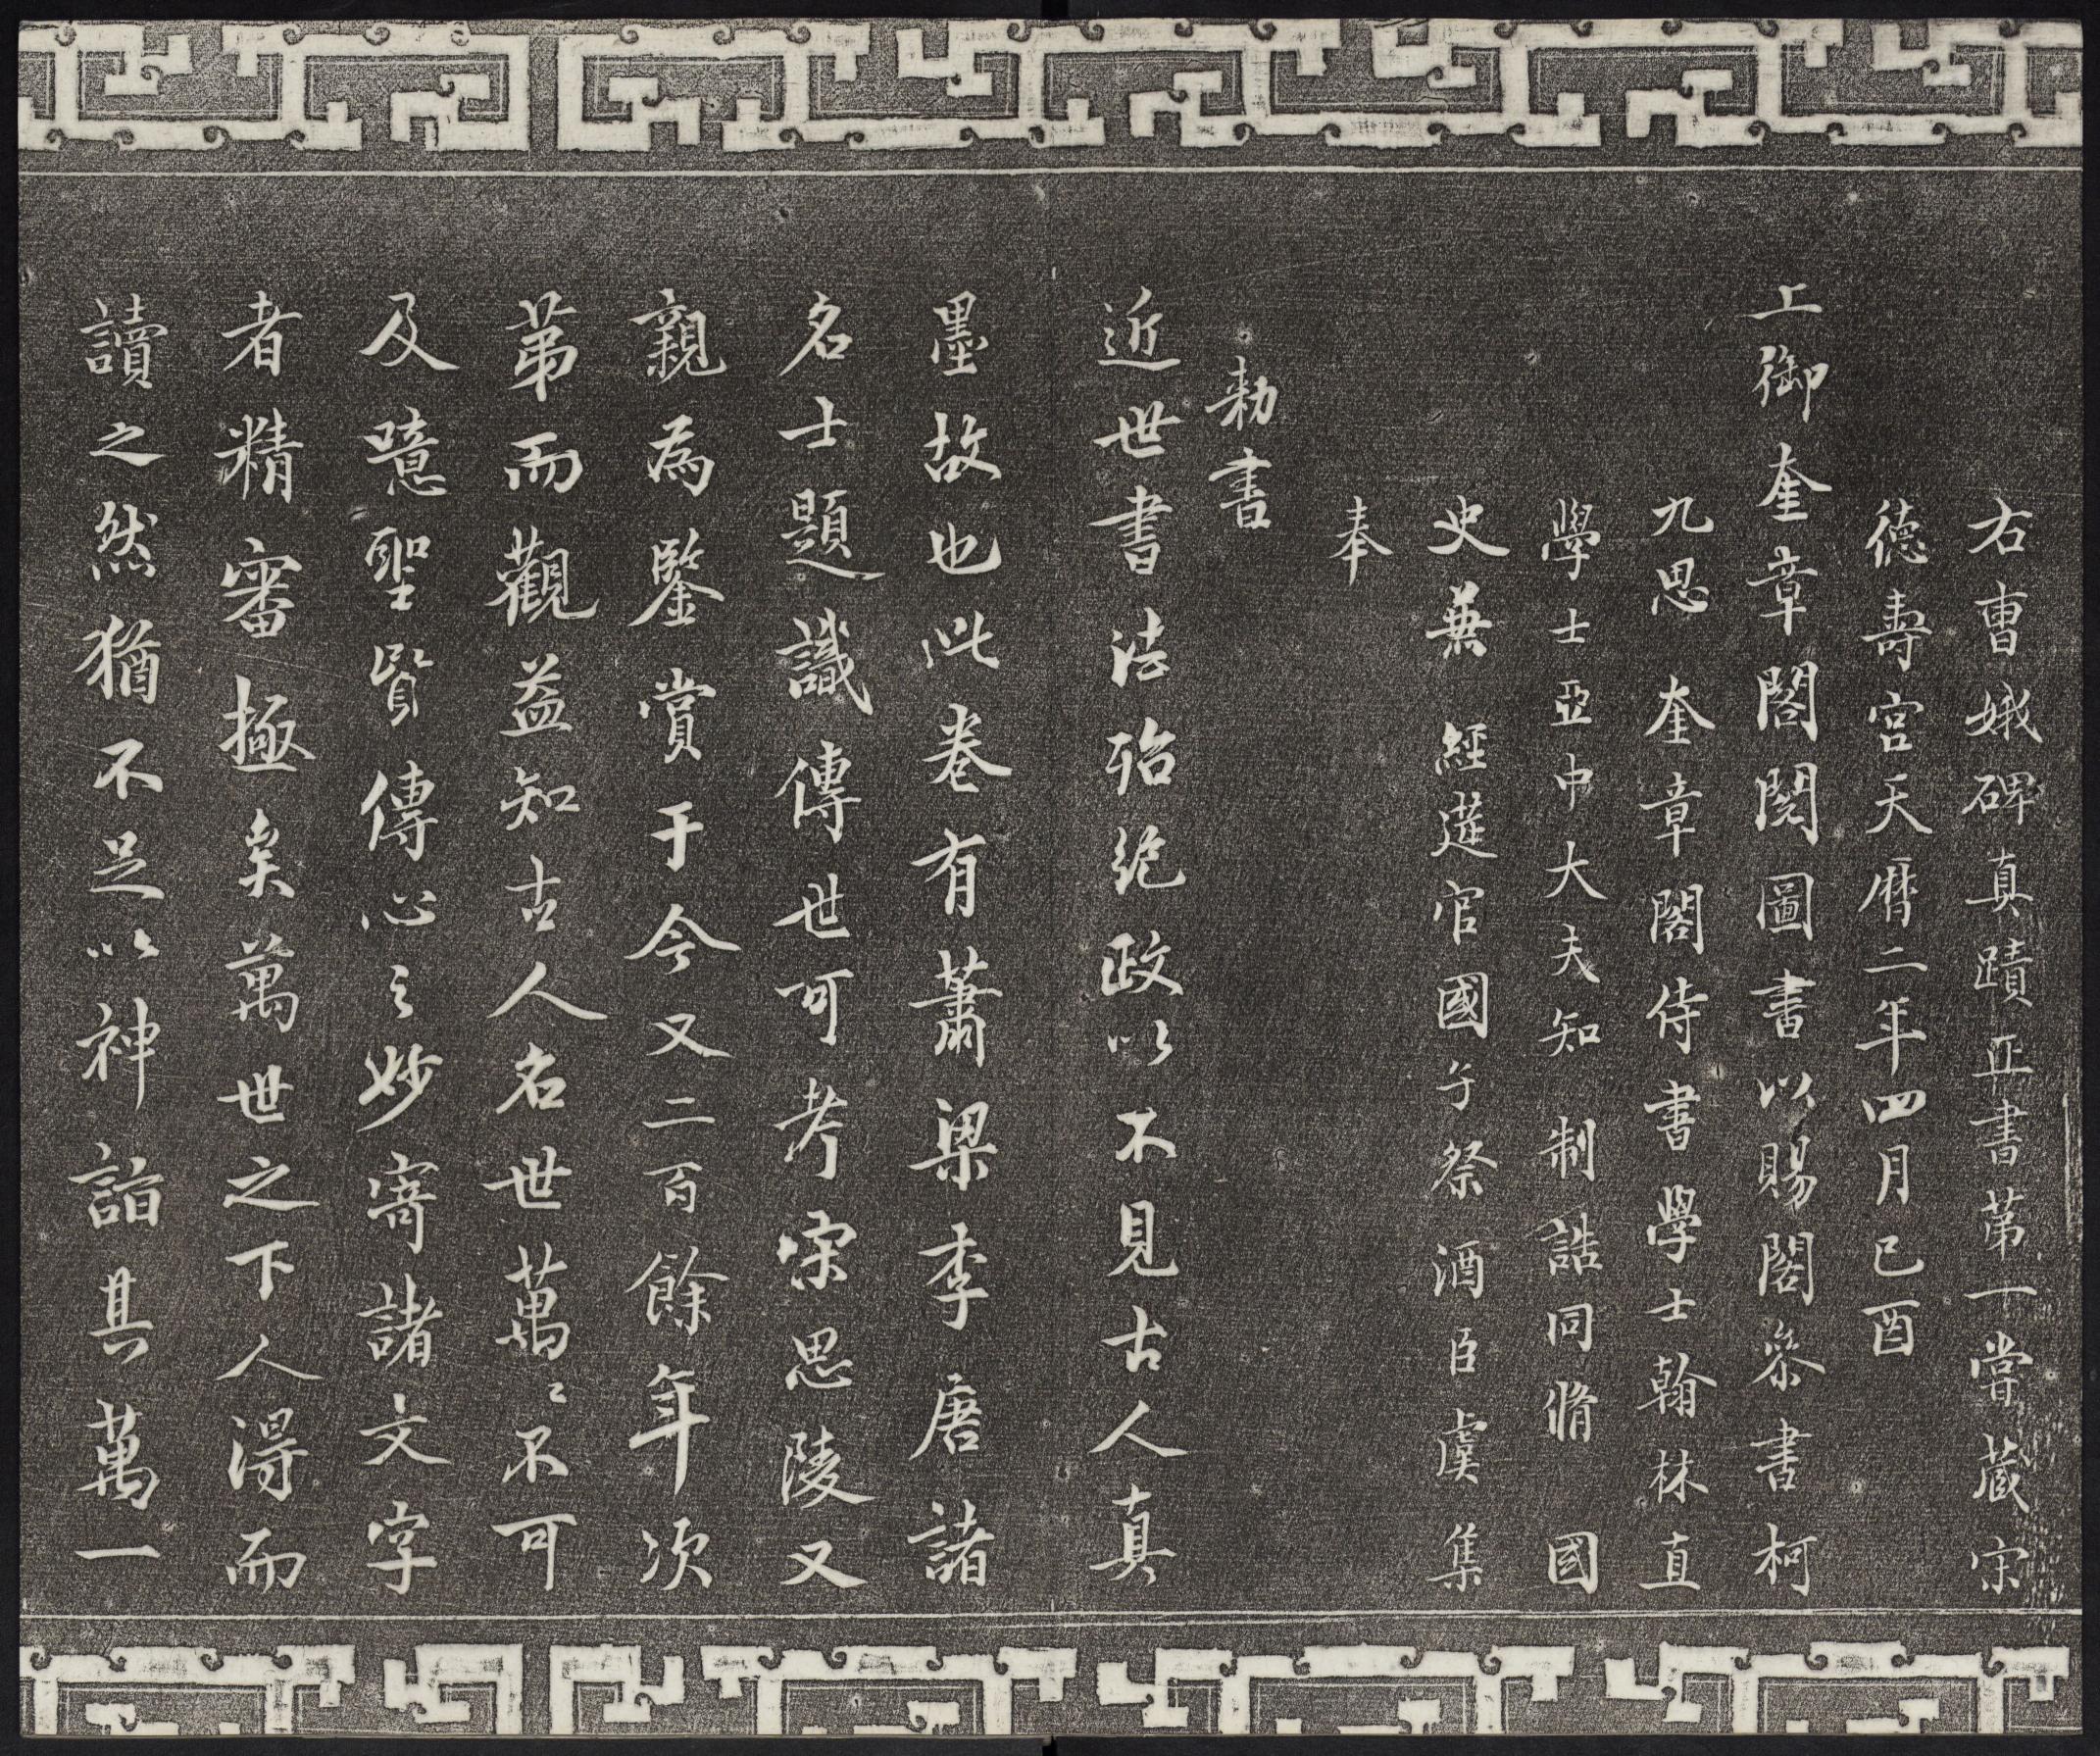 右曹娥碑真蹟正書第一嘗藏宋
德壽宮天曆二年四月己酉
上御奎章閣閱圖書以賜閣參書柯
九思奎章閣侍書學士翰林直
學士亞中大夫知制誥同脩國
史兼經筵官國子祭酒臣虞集
奉
勑書
近世書法殆絕政以不見古人真
墨故也此卷有蕭梁李唐諸
名士題識傳世可考宋思陵又
親為鑒賞于今又二百餘年次
苐而觀益知古人名世萬〻不可
及噫聖賢傳心之妙寄諸文字
者精審極矣萬世之下人淂而
讀之然猶不足以神詣其萬一